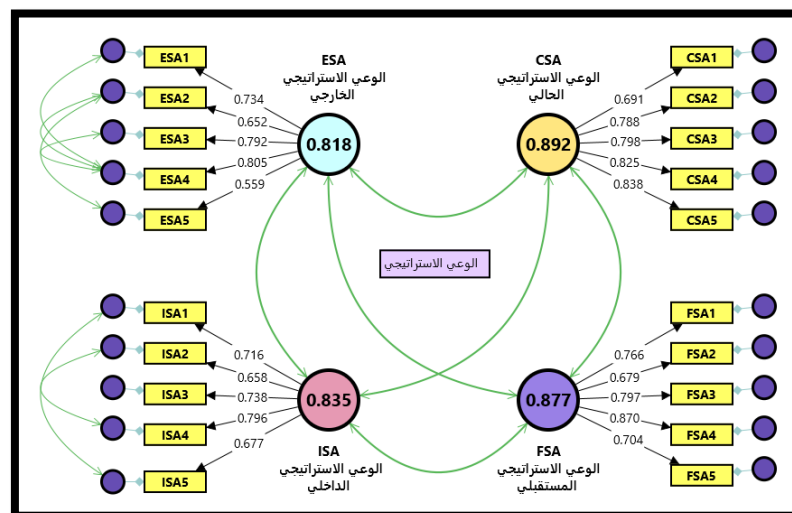 ESA
الوعي الاستراتيجي
الخارجي
ESA1
ESA2
ESA3
ESA4
ESA5
0.734
0.652
0.792
0.805
0.559
0.818
CSA
الوعي الاستراتيجي
الحالي
0.892
0.691
0.788
0.798
0.825
0.838
CSA1
CSA2
CSA3
CSA4
CSA5
الوعي الاستراتيجي
ISA1
ISA2
ISA3
ISA4
ISA5
0.716
0.658
0.738
0.796
0.677
0.835
ISA
الوعي الاستراتيجي
الداخلي
0.877
FSA
الوعي الاستراتيجي
المستقبلي
0.766
0.679
0.797
0.870
0.704
FSA1
FSA2
FSA3
FSA4
FSA5